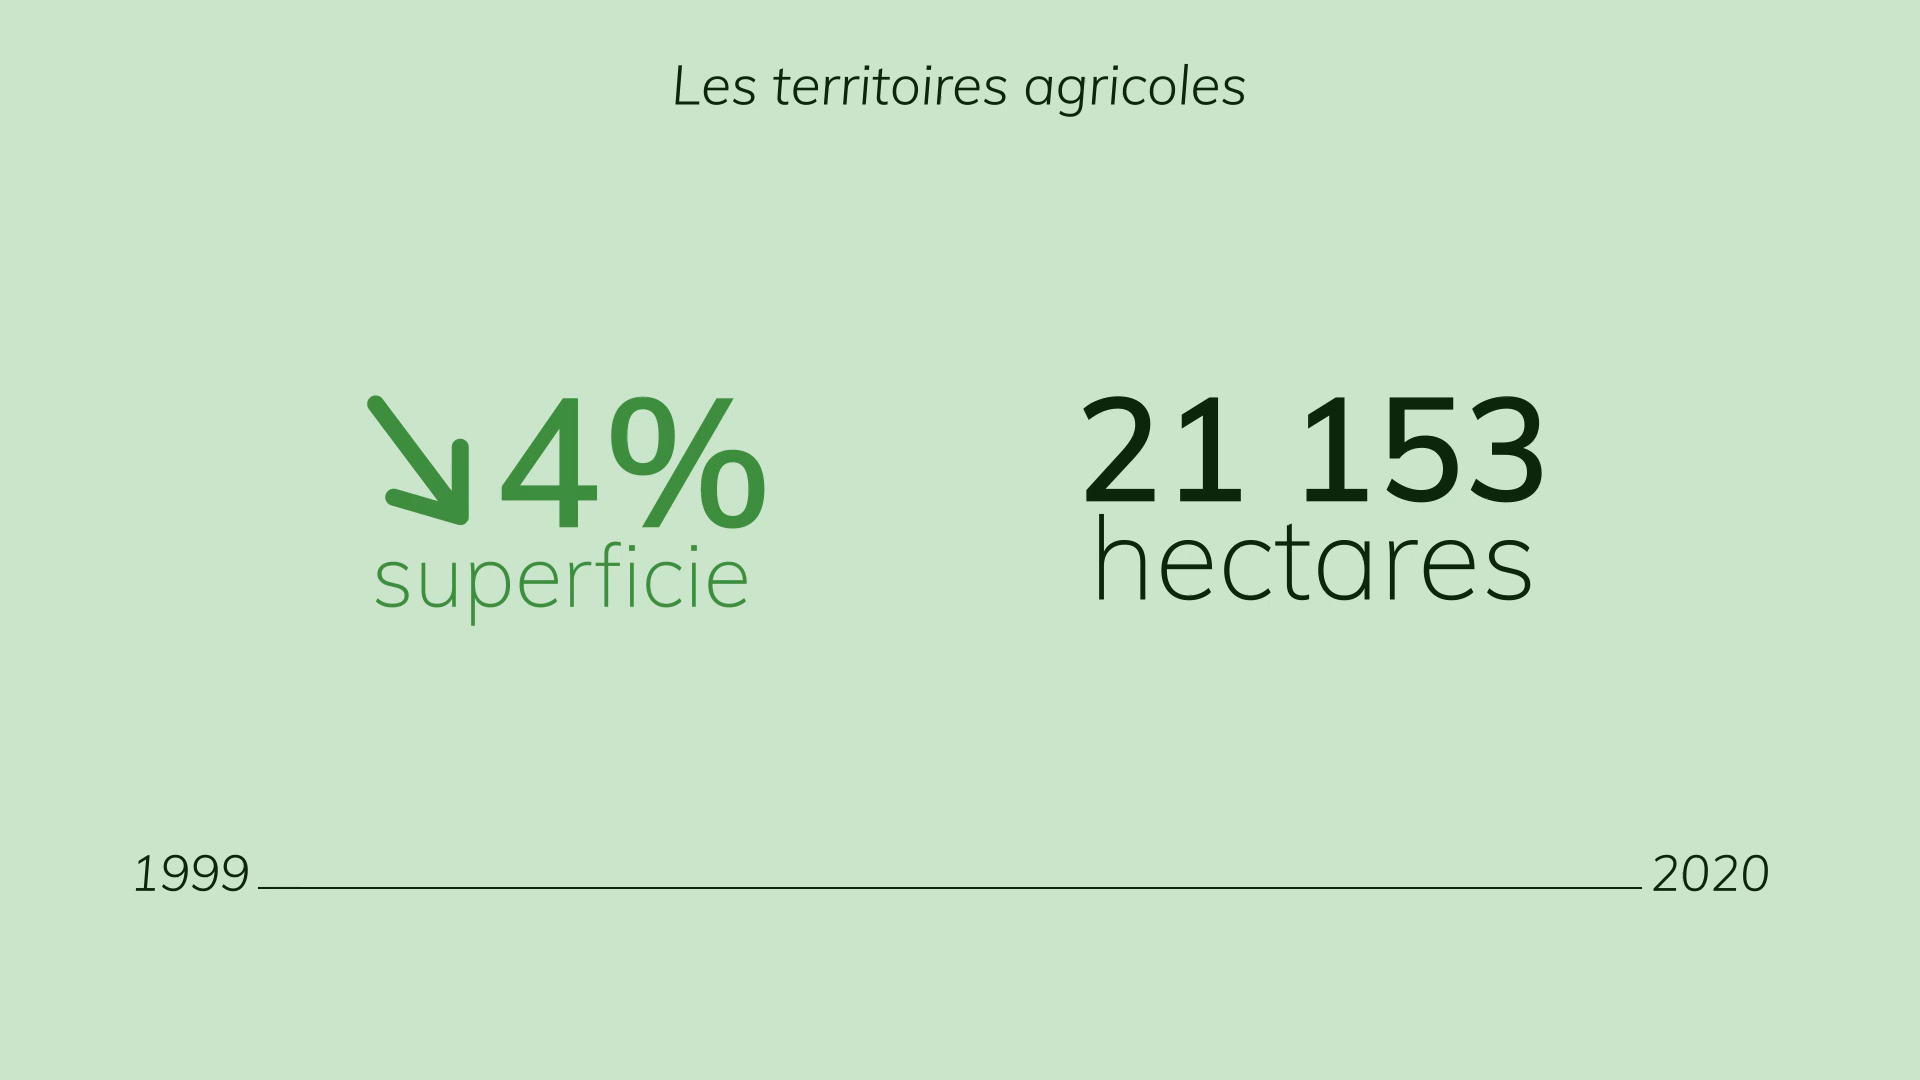 Les territoires agricoles
4%
superficie
21 153
hectares
1999
2020